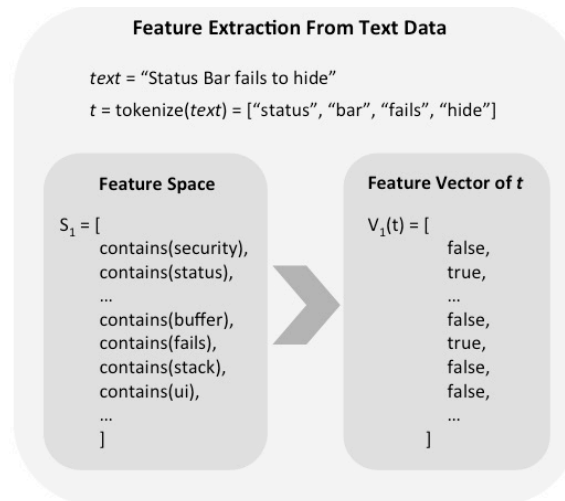 Feature Extraction From Text Data
text = “Status Bar fails to hide”
t = tokenize(text) = [“status”, “bar”, “fails”, “hide”]
Feature Space
S₁ = [
contains(security),
contains(status),
...
contains(buffer),
contains(fails),
contains(stack),
contains(ui),
...
]
Feature Vector of t
V₁(t) = [
false,
true,
...
false,
true,
false,
false,
...
]